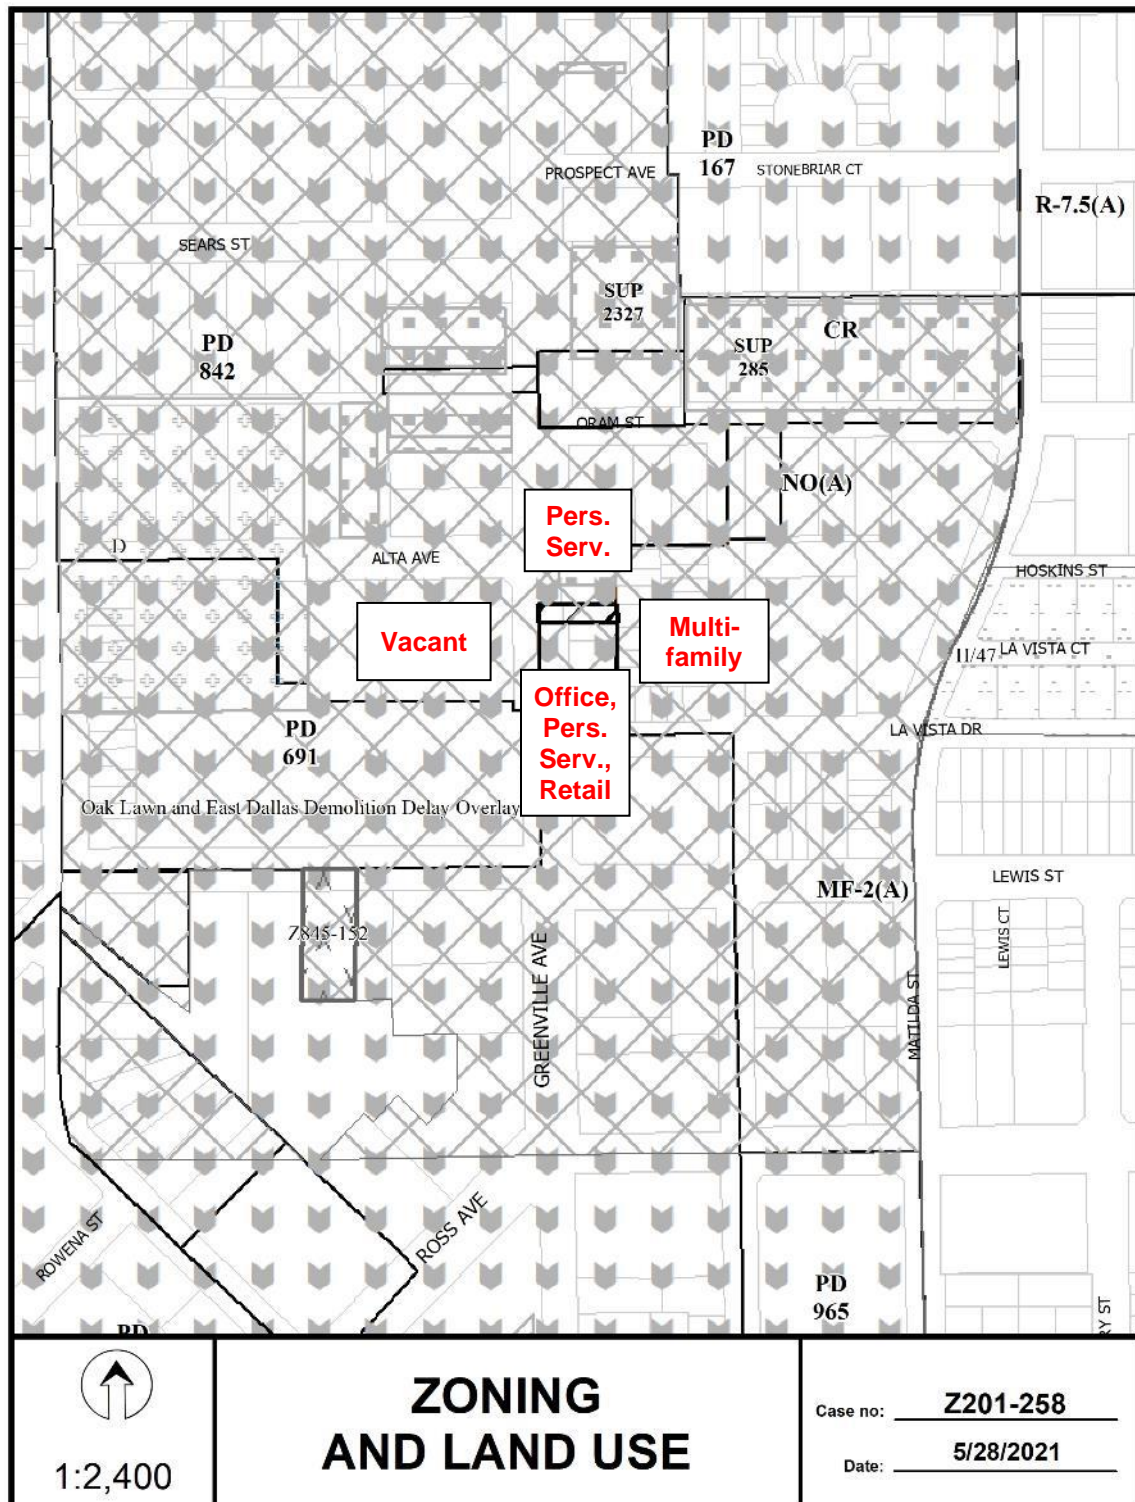 PD
167
STONEBRIAR CT
PROSPECT AVE
R-7.5(A)
SEARS ST
SUP
2327
PD
842
CR
SUP
285
ORAM ST
NO(A)
Pers.
Serv.
D
ALTA AVE
HOSKINS ST
Vacant
Multi-
family
LA VISTA CT
Office,
Pers.
Serv.,
Retail
PD
691
LA VISTA DR
Oak Lawn and East Dallas Demolition Delay Overlay
LEWIS ST
MF-2(A)
LEWIS CT
Z845-152
GREENVILLE AVE
MATILDA ST
ROSS AVE
ROWENA ST
PD
965
PD
RY ST
1:2,400
ZONING
AND LAND USE
Case no: Z201-258
Date: 5/28/2021